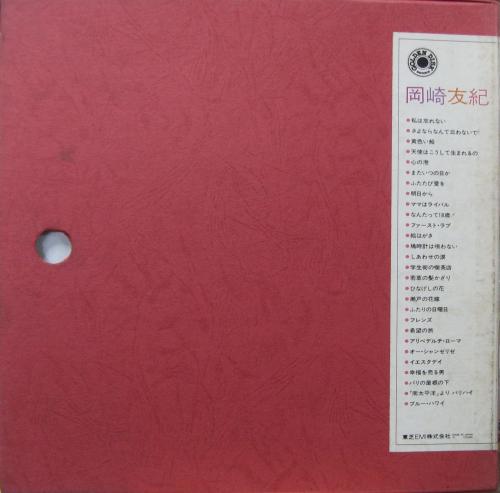 GOLDEN DISK
岡崎友紀
●私は忘れない
●さよならなんて云わないで!
●黄色い船
●天使はこうして生まれるの
●心の港
●またいつの日か
●ふたたび愛を
●明日から
●ママはライバル
●なんたって18歳!
●ファースト・ラブ
●絵はがき
●鳩時計は唄わない
●しあわせの涙
●学生街の喫茶店
●若草の髪かざり
●ひなげしの花
●瀬戸の花嫁
●ふたりの日曜日
●フレンズ
●希望の旅
●アリベデルチ・ローマ
●オー・シャンゼリゼ
●イエスタデイ
●幸福を売る男
●パリの屋根の下
●「南太平洋」より バリハイ
●ブルー・ハワイ
東芝EMI株式会社